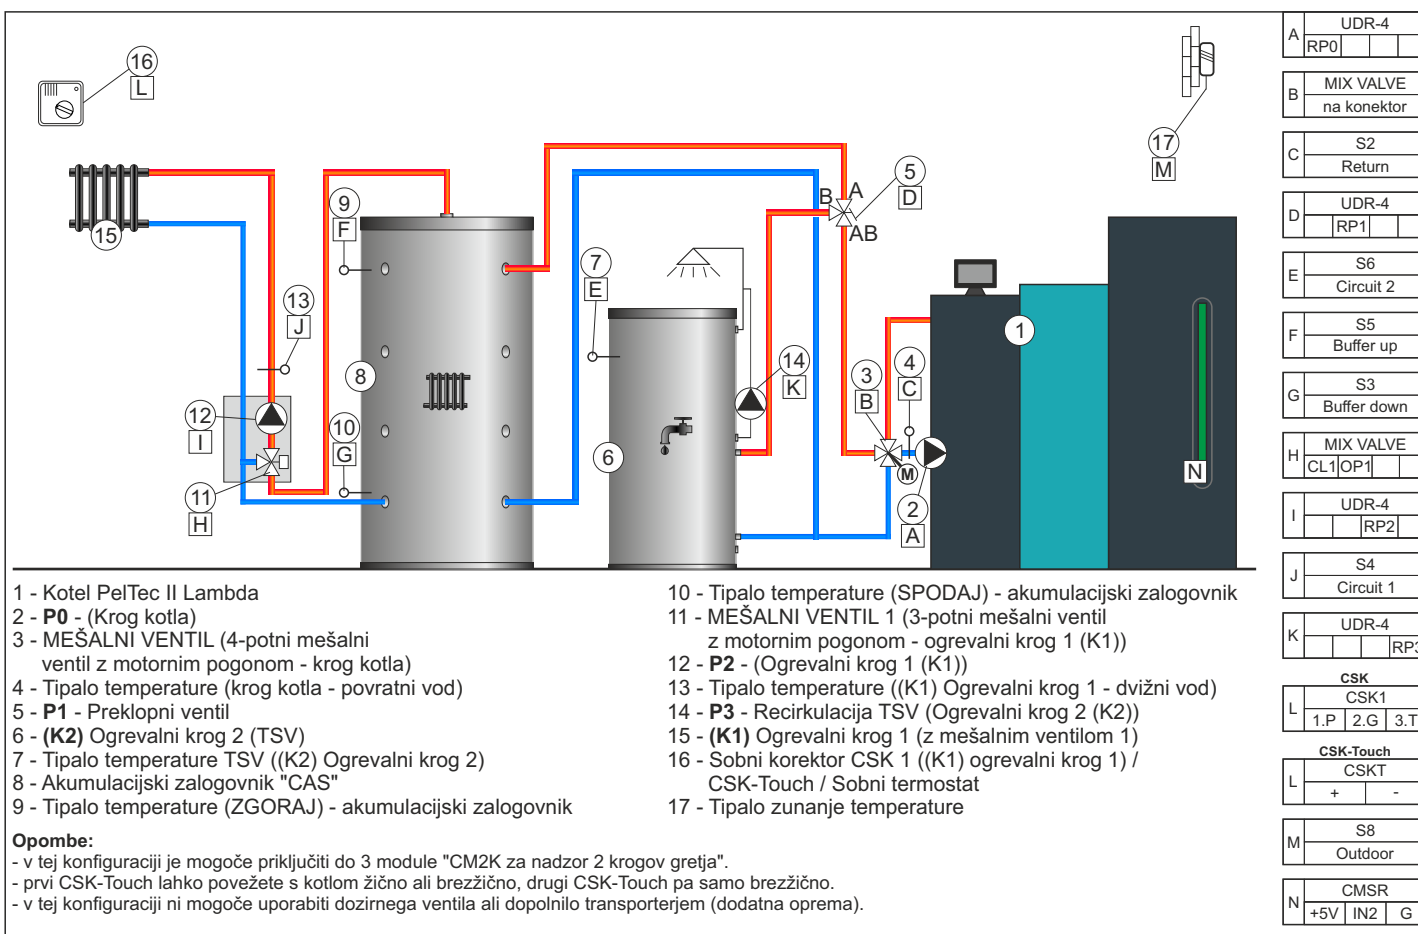 16
L
15
13
J
12
I
11
H
9
F
8
10
G
7
E
6
14
K
B
A
AB
5
D
3
B
4
C
M
2
A
1
17
M
N
A
UDR-4
RP0
B
MIX VALVE
na konektor
C
S2
Return
D
UDR-4
RP1
E
S6
Circuit 2
F
S5
Buffer up
G
S3
Buffer down
H
MIX VALVE
CL1 OP1
I
UDR-4
RP2
J
S4
Circuit 1
K
UDR-4
RP3
CSK
L
CSK1
1.P 2.G 3.T
CSK-Touch
L
CSKT
+ -
M
S8
Outdoor
N
CMSR
+5V IN2 G
1 - Kotel PelTec II Lambda
2 - P0 - (Krog kotla)
3 - MEŠALNI VENTIL (4-potni mešalni
ventil z motornim pogonom - krog kotla)
4 - Tipalo temperature (krog kotla - povratni vod)
5 - P1 - Preklopni ventil
6 - (K2) Ogrevalni krog 2 (TSV)
7 - Tipalo temperature TSV ((K2) Ogrevalni krog 2)
8 - Akumulacijski zalogovnik "CAS"
9 - Tipalo temperature (ZGORAJ) - akumulacijski zalogovnik
10 - Tipalo temperature (SPODAJ) - akumulacijski zalogovnik
11 - MEŠALNI VENTIL 1 (3-potni mešalni ventil
z motornim pogonom - ogrevalni krog 1 (K1))
12 - P2 - (Ogrevalni krog 1 (K1))
13 - Tipalo temperature ((K1) Ogrevalni krog 1 - dvižni vod)
14 - P3 - Recirkulacija TSV (Ogrevalni krog 2 (K2))
15 - (K1) Ogrevalni krog 1 (z mešalnim ventilom 1)
16 - Sobni korektor CSK 1 ((K1) ogrevalni krog 1) /
CSK-Touch / Sobni termostat
17 - Tipalo zunanje temperature
Opombe:
- v tej konfiguraciji je mogoče priključiti do 3 module "CM2K za nadzor 2 krogov gretja".
- prvi CSK-Touch lahko povežete s kotlom žično ali brezžično, drugi CSK-Touch pa samo brezžično.
- v tej konfiguraciji ni mogoče uporabiti dozirnega ventila ali dopolnilo transporterjem (dodatna oprema).